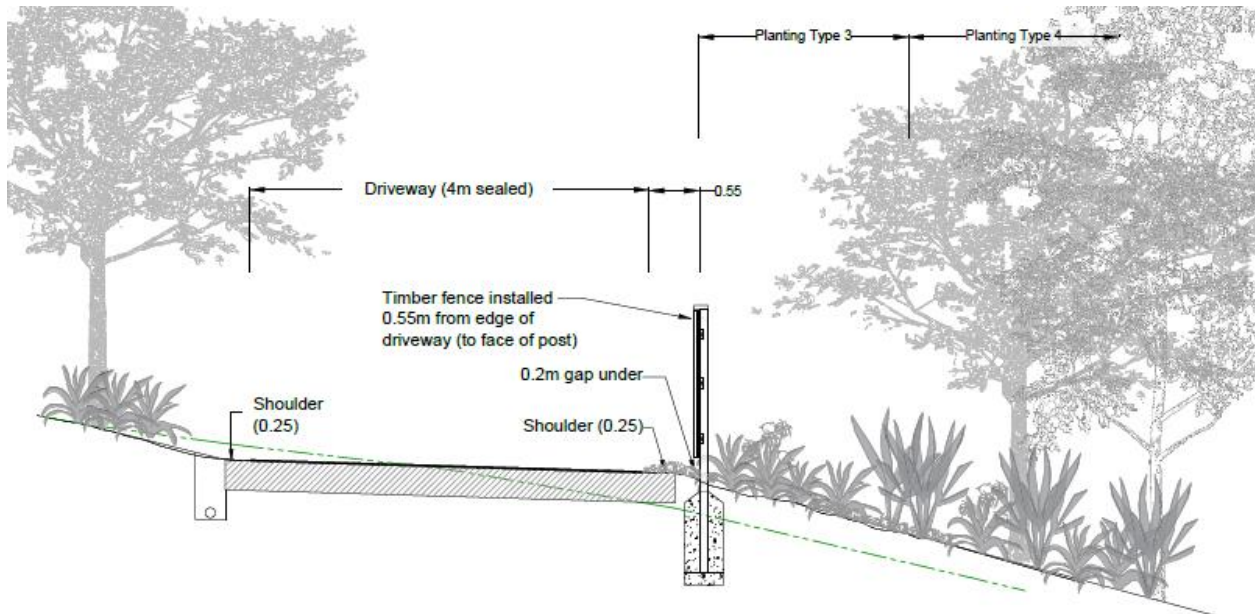 Planting Type 3
Planting Type 4
Driveway (4m sealed)
0.55
Timber fence installed
0.55m from edge of
driveway (to face of post)
0.2m gap under
Shoulder
(0.25)
Shoulder (0.25)